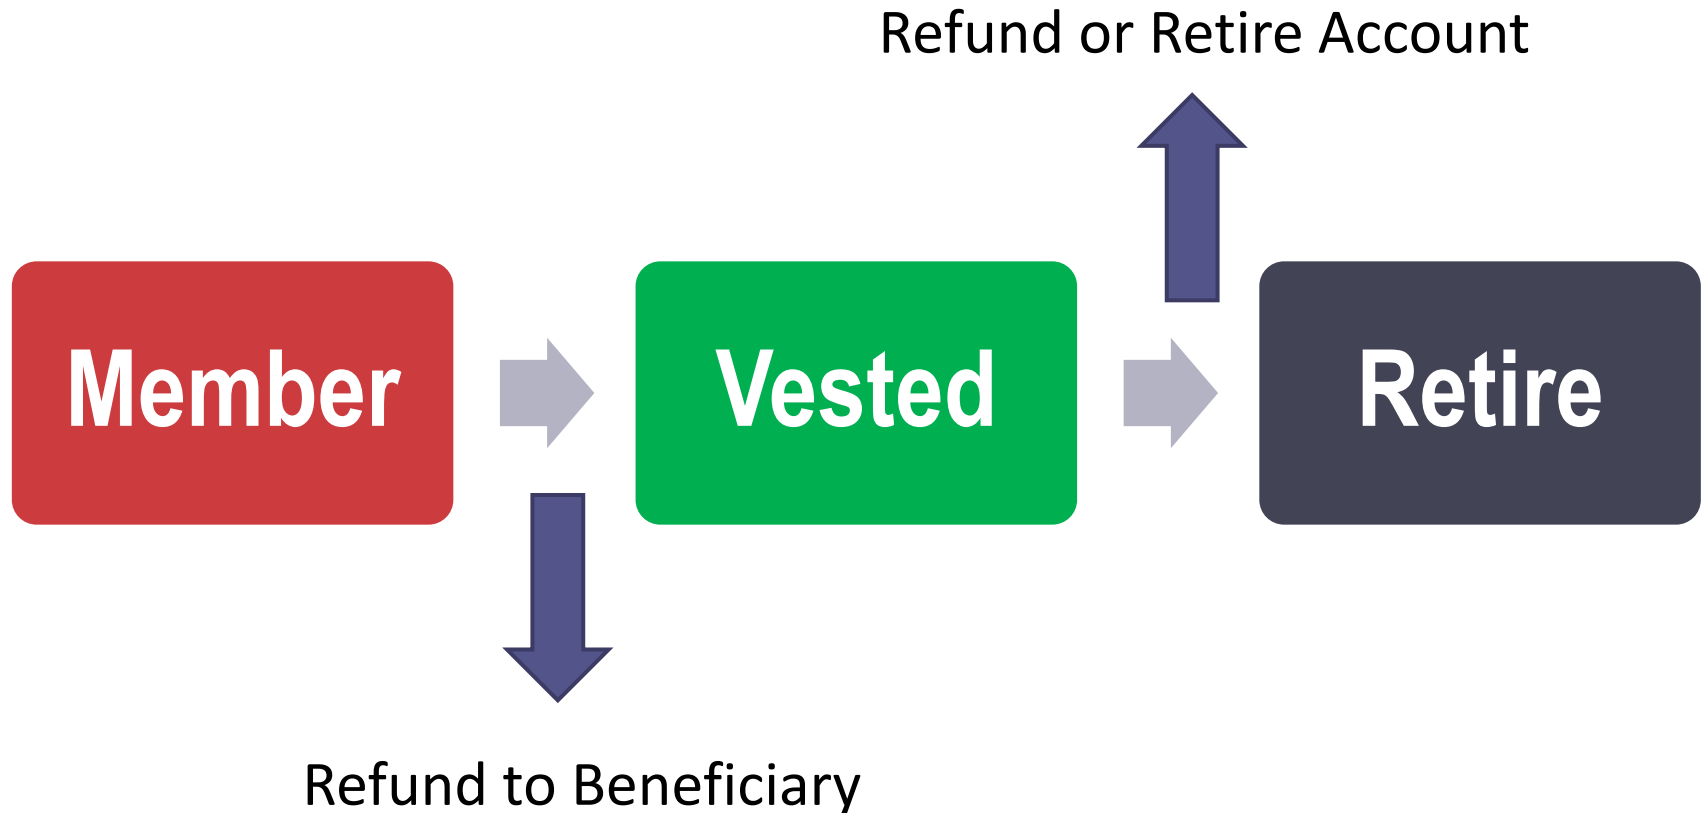 Refund or Retire Account
Member
Vested
Retire
Refund to Beneficiary